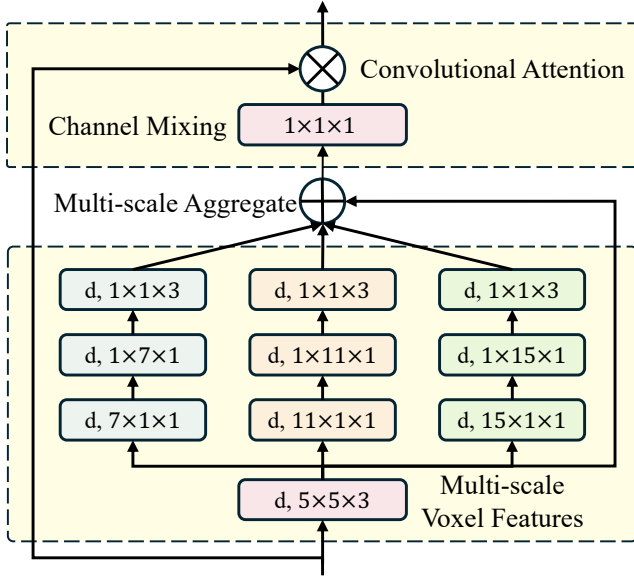 Convolutional Attention
Channel Mixing
1×1×1
Multi-scale Aggregate
d, 1×1×3
d, 1×1×3
d, 1×1×3
d, 1×7×1
d, 1×11×1
d, 1×15×1
d, 7×1×1
d, 11×1×1
d, 15×1×1
d, 5×5×3
Multi-scale
Voxel Features